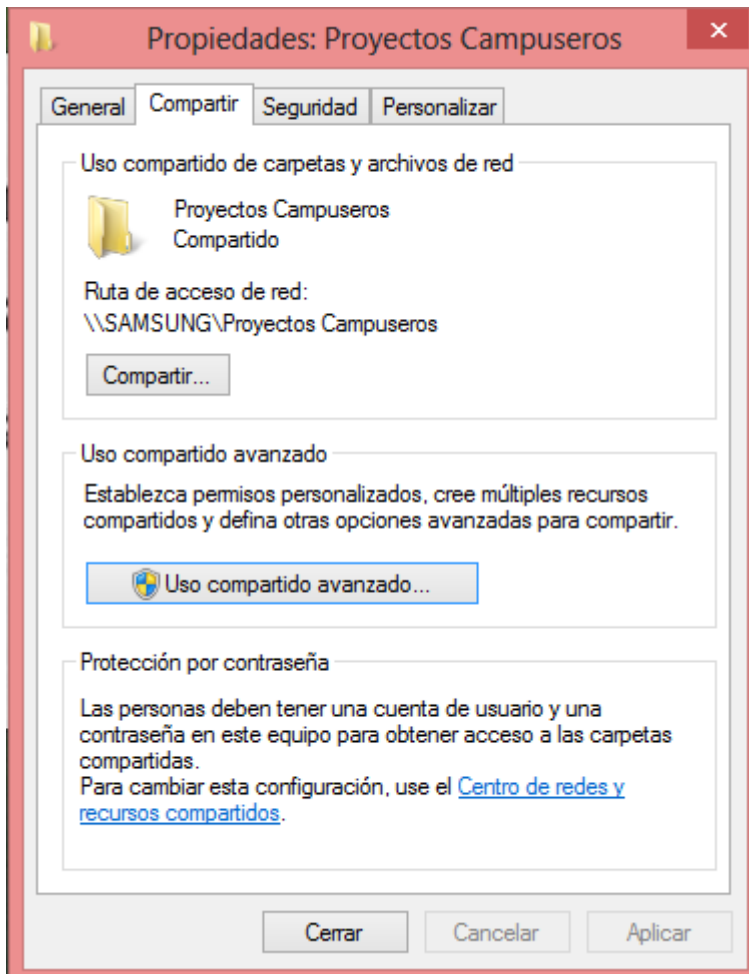 Propiedades: Proyectos Campuseros
×
General Compartir Seguridad Personalizar
Uso compartido de carpetas y archivos de red
Proyectos Campuseros
Compartido
Ruta de acceso de red:
\\SAMSUNG\Proyectos Campuseros
Compartir...
Uso compartido avanzado
Establezca permisos personalizados, cree múltiples recursos
compartidos y defina otras opciones avanzadas para compartir.
Uso compartido avanzado...
Protección por contraseña
Las personas deben tener una cuenta de usuario y una
contraseña en este equipo para obtener acceso a las carpetas
compartidas.
Para cambiar esta configuración, use el Centro de redes y
recursos compartidos.
Cerrar Cancelar Aplicar